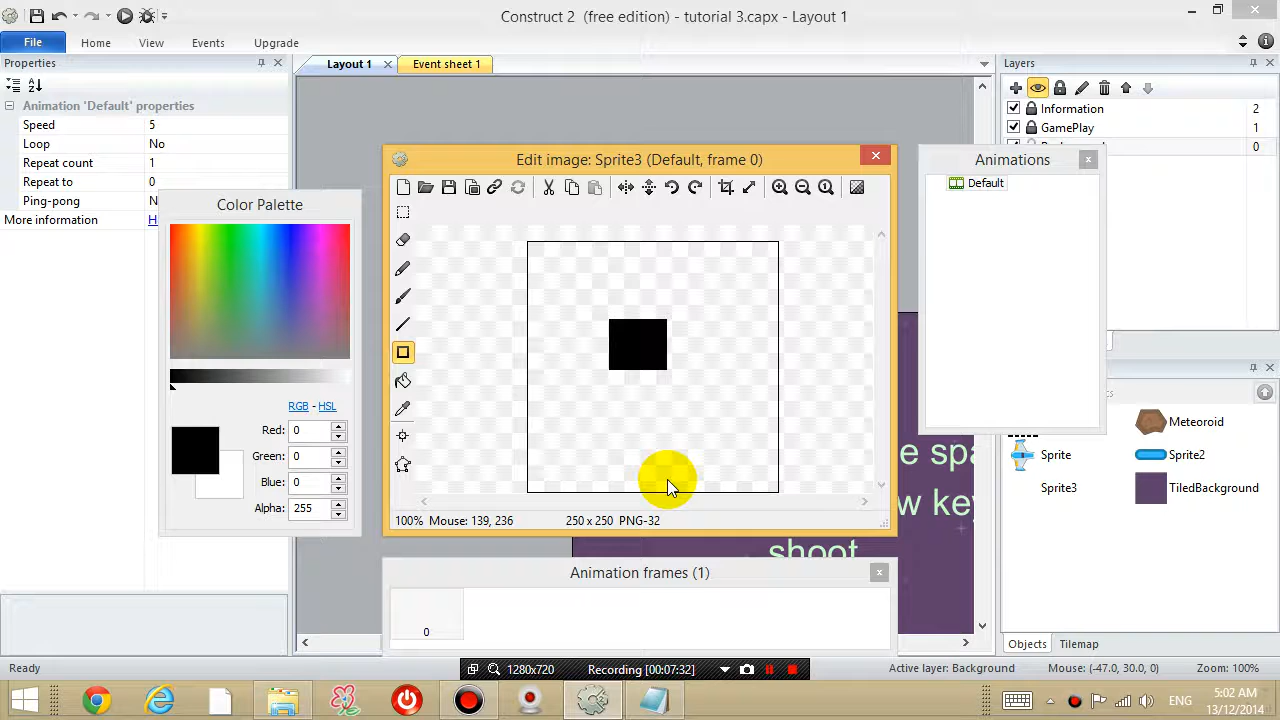 Construct 2 (free edition) - tutorial 3.capx - Layout 1
File Home View Events Upgrade
Properties
Animation 'Default' properties
Speed 5
Loop No
Repeat count 1
Repeat to 0
Ping-pong
More information
Layout 1
Event sheet 1
Layers
Information 2
GamePlay 1
0
Color Palette
RGB - HSL
Red: 0
Green: 0
Blue: 0
Alpha: 255
Edit image: Sprite3 (Default, frame 0)
100% Mouse: 139, 236 250 x 250 PNG-32
Animations
Default
Animation frames (1)
0
Meteoroid
Sprite
Sprite2
Sprite3
TiledBackground
shoot
Objects Tilemap
Ready
1280x720 Recording [00:07:32]
Active layer: Background Mouse: (-47.0, 30.0, 0) Zoom: 100%
ENG
5:02 AM
13/12/2014